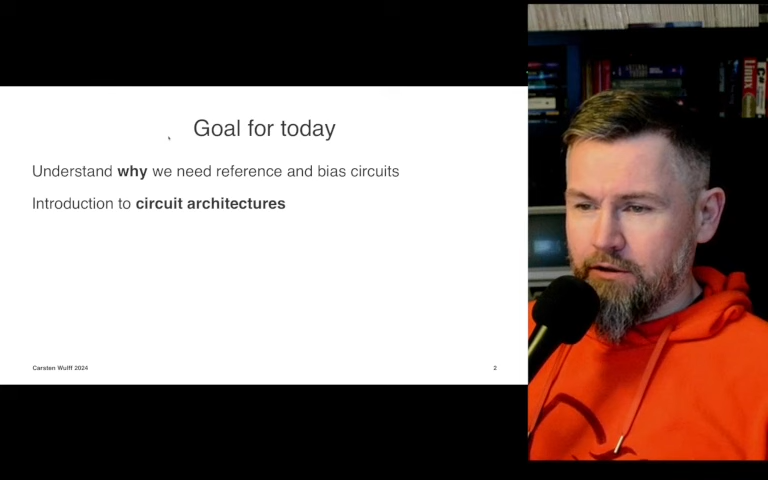 Goal for today
Understand why we need reference and bias circuits
Introduction to circuit architectures
Carsten Wulff 2024
2
Linux